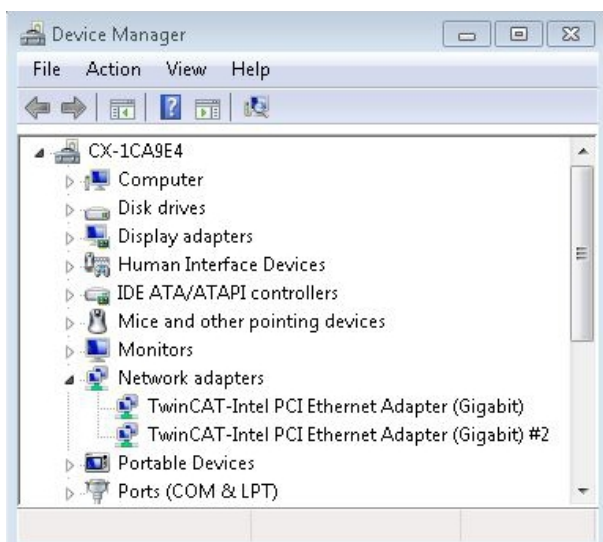 Device Manager
File Action View Help
CX-1CA9E4
Computer
Disk drives
Display adapters
Human Interface Devices
IDE ATA/ATAPI controllers
Mice and other pointing devices
Monitors
Network adapters
TwinCAT-Intel PCI Ethernet Adapter (Gigabit)
TwinCAT-Intel PCI Ethernet Adapter (Gigabit) #2
Portable Devices
Ports (COM & LPT)